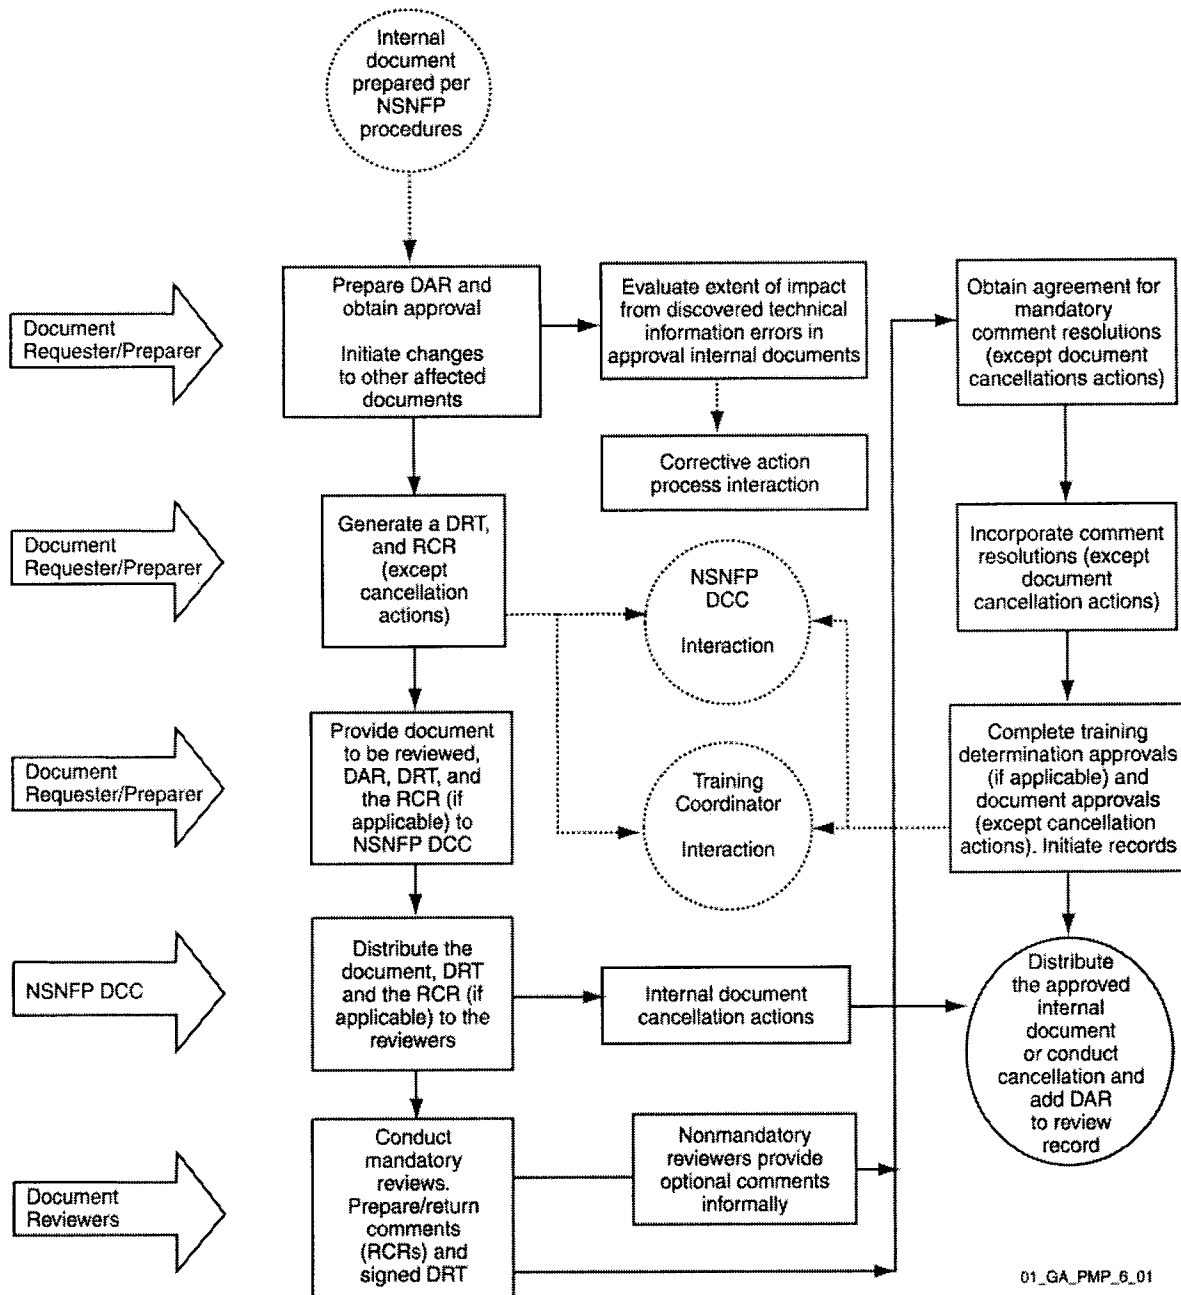 Internal
document
prepared per
NSNFP
procedures
Document
Requester/Preparer
Prepare DAR and
obtain approval
Initiate changes
to other affected
documents
Evaluate extent of impact
from discovered technical
information errors in
approval internal documents
Corrective action
process interaction
Obtain agreement for
mandatory
comment resolutions
(except document
cancellations actions)
Document
Requester/Preparer
Generate a DRT,
and RCR
(except
cancellation
actions)
NSNFP
DCC
Interaction
Incorporate comment
resolutions (except
document
cancellation actions)
Document
Requester/Preparer
Provide document
to be reviewed,
DAR, DRT, and
the RCR (if
applicable) to
NSNFP DCC
Training
Coordinator
Interaction
Complete training
determination approvals
(if applicable) and
document approvals
(except cancellation
actions). Initiate records
NSNFP DCC
Distribute the
document, DRT
and the RCR (if
applicable) to the
reviewers
Internal document
cancellation actions
Distribute
the approved
internal
document
or conduct
cancellation and
add DAR
to review
record
Document
Reviewers
Conduct
mandatory
reviews.
Prepare/return
comments
(RCRs) and
signed DRT
Nonmandatory
reviewers provide
optional comments
informally
01_GA_PMP_6_01